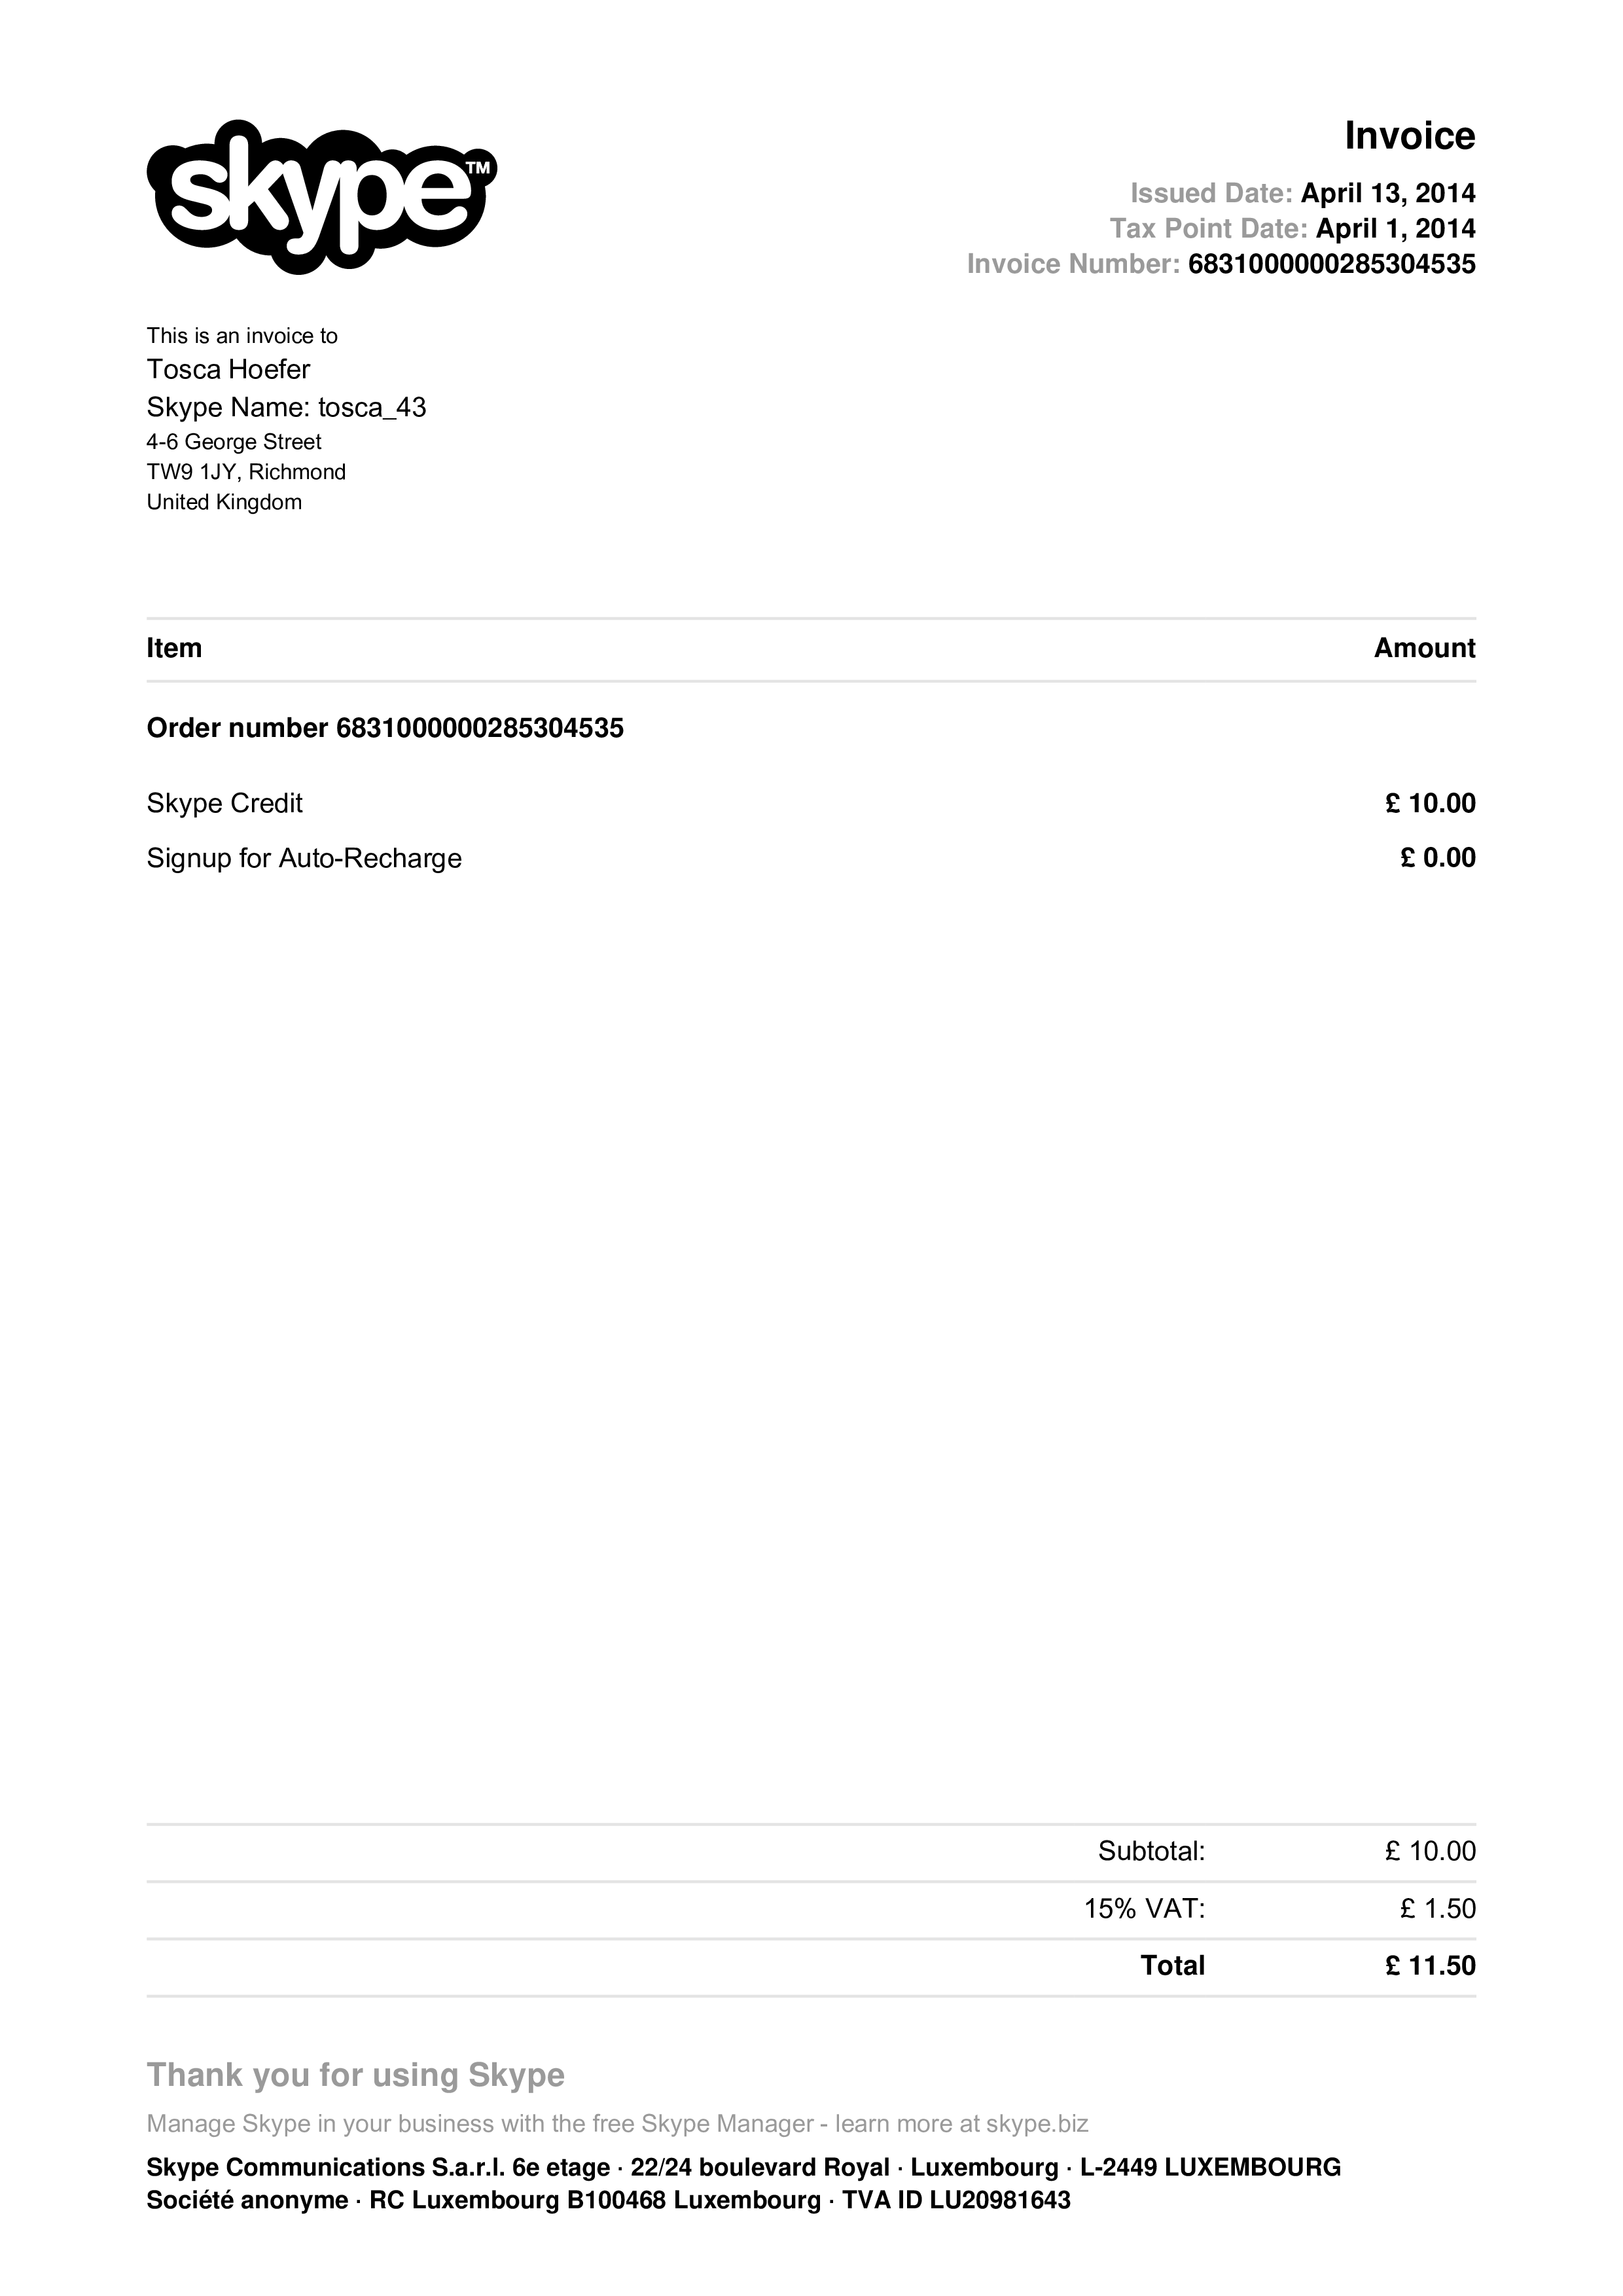 skype™
Invoice
Issued Date: April 13, 2014
Tax Point Date: April 1, 2014
Invoice Number: 6831000000285304535
This is an invoice to
Tosca Hoefer
Skype Name: tosca_43
4-6 George Street
TW9 1JY, Richmond
United Kingdom
Item Amount
Order number 6831000000285304535
Skype Credit £ 10.00
Signup for Auto-Recharge £ 0.00
Subtotal: £ 10.00
15% VAT: £ 1.50
Total £ 11.50
Thank you for using Skype
Manage Skype in your business with the free Skype Manager - learn more at skype.biz
Skype Communications S.a.r.l. 6e etage · 22/24 boulevard Royal · Luxembourg · L-2449 LUXEMBOURG
Société anonyme · RC Luxembourg B100468 Luxembourg · TVA ID LU20981643